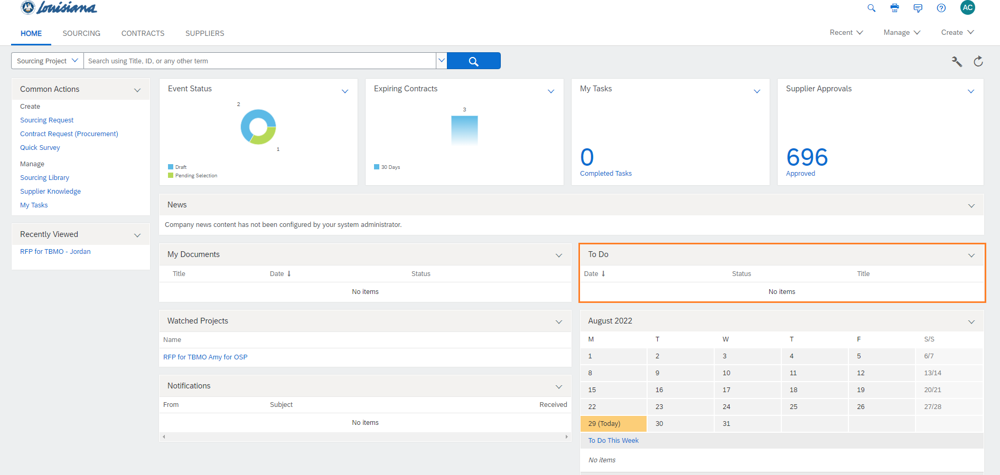 Louisiana
AC
HOME SOURCING CONTRACTS SUPPLIERS
Recent Manage Create
Sourcing Project Search using Title, ID, or any other term
Common Actions
Create
Sourcing Request
Contract Request (Procurement)
Quick Survey
Manage
Sourcing Library
Supplier Knowledge
My Tasks
Recently Viewed
RFP for TBMO - Jordan
Event Status
2
1
Draft
Pending Selection
Expiring Contracts
3
30 Days
My Tasks
0
Completed Tasks
Supplier Approvals
696
Approved
News
Company news content has not been configured by your system administrator.
My Documents
Title Date Status
No items
To Do
Date Status Title
No items
Watched Projects
Name
RFP for TBMO Amy for OSP
Notifications
From Subject Received
No items
August 2022
M T W T F S/S
1 2 3 4 5 6/7
8 9 10 11 12 13/14
15 16 17 18 19 20/21
22 23 24 25 26 27/28
29 (Today) 30 31
To Do This Week
No items